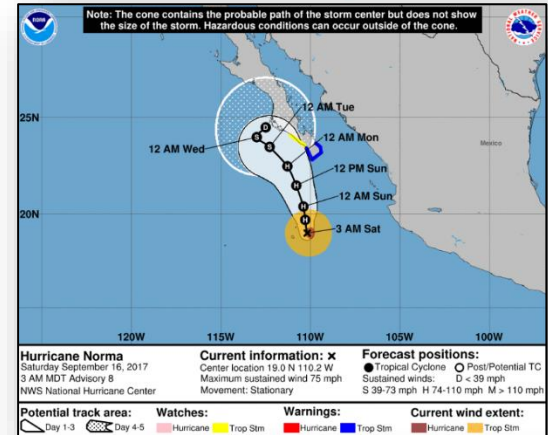 Note: The cone contains the probable path of the storm center but does not show
the size of the storm. Hazardous conditions can occur outside of the cone.
NOAA
25N
20N
12 AM Tue
12 AM Wed
12 AM Mon
12 PM Sun
12 AM Sun
3 AM Sat
Mexico
D
S
S
H
H
H
H
120W
115W
110W
105W
100W
Hurricane Norma
Saturday September 16, 2017
3 AM MDT Advisory 8
NWS National Hurricane Center
Current information: x
Center location 19.0 N 110.2 W
Maximum sustained wind 75 mph
Movement: Stationary
Forecast positions:
Tropical Cyclone Post/Potential TC
Sustained winds: D < 39 mph
S 39-73 mph H 74-110 mph M > 110 mph
Potential track area:
Day 1-3 Day 4-5
Watches:
Hurricane Trop Stm
Warnings:
Hurricane Trop Stm
Current wind extent:
Hurricane Trop Stm